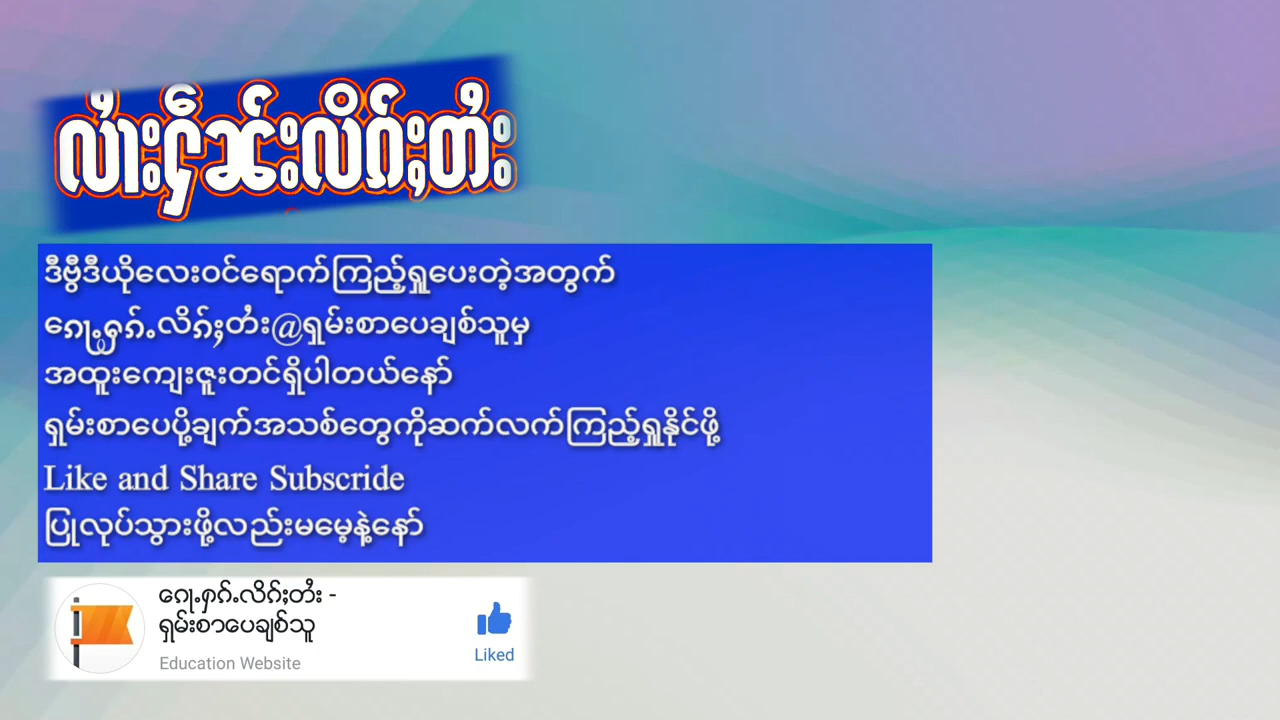 လၢႆးႁဵၼ်းလိၵ်ႈတႆး
ဒီဗွီဒီယိုလေးဝင်ရောက်ကြည့်ရှုပေးတဲ့အတွက်
ၵေႃႉႁၵ်ႉလိၵ်ႈတႆး@ရှမ်းစာပေချစ်သူမှ
အထူးကျေးဇူးတင်ရှိပါတယ်နော်
ရှမ်းစာပေပို့ချက်အသစ်တွေကိုဆက်လက်ကြည့်ရှုနိုင်ဖို့
Like and Share Subscride
ပြုလုပ်သွားဖို့လည်းမမေ့နဲ့နော်
ၵေႃႉႁၵ်ႉလိၵ်ႈတႆး -
ရှမ်းစာပေချစ်သူ
Education Website
Liked